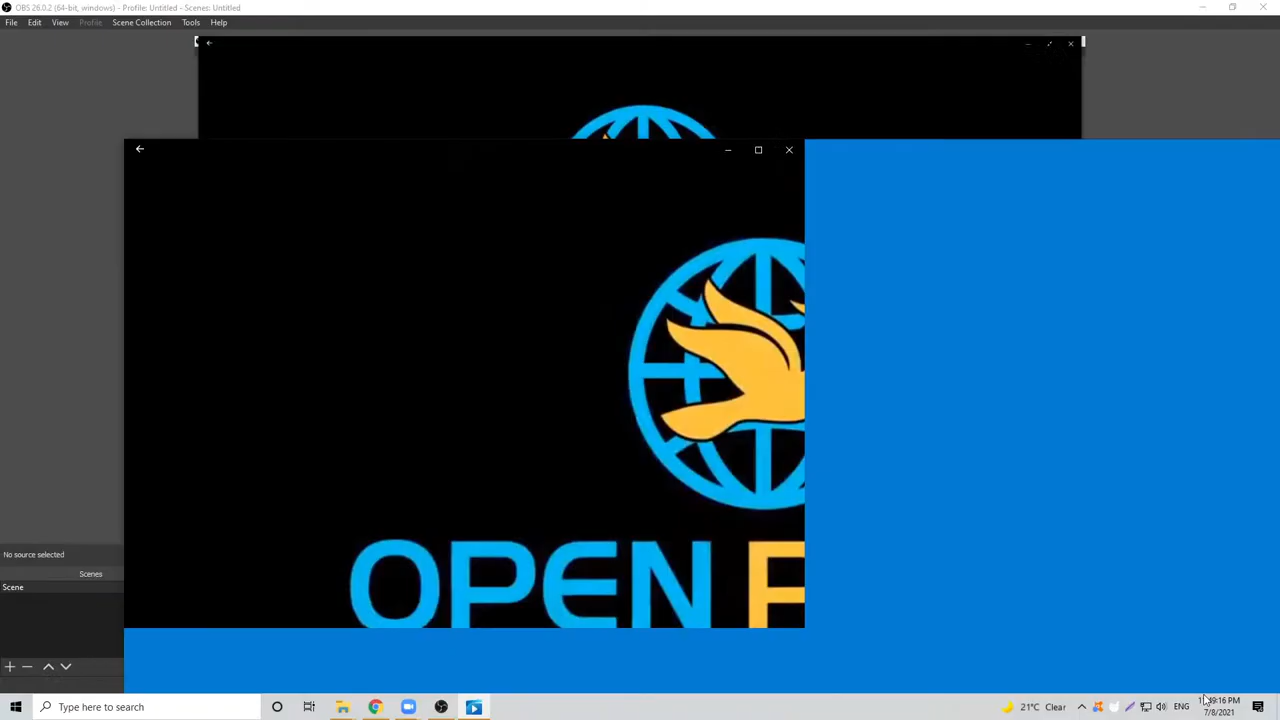 OBS 26.0.2 (64-bit, windows) - Profile: Untitled - Scenes: Untitled
File Edit View Profile Scene Collection Tools Help
OPEN F
No source selected
Scenes
Scene
Type here to search
21°C Clear
ENG
7/8/2021